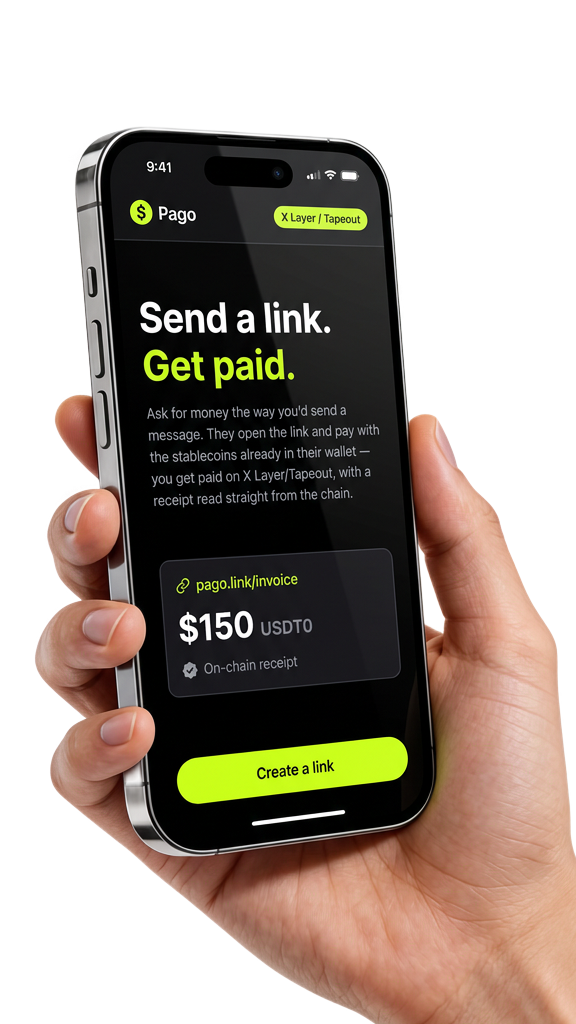 9:41
$ Pago
X Layer / Tapeout
Send a link.
Get paid.
Ask for money the way you'd send a
message. They open the link and pay with
the stablecoins already in their wallet —
you get paid on X Layer/Tapeout, with a
receipt read straight from the chain.
pago.link/invoice
$150 USDT0
On-chain receipt
Create a link